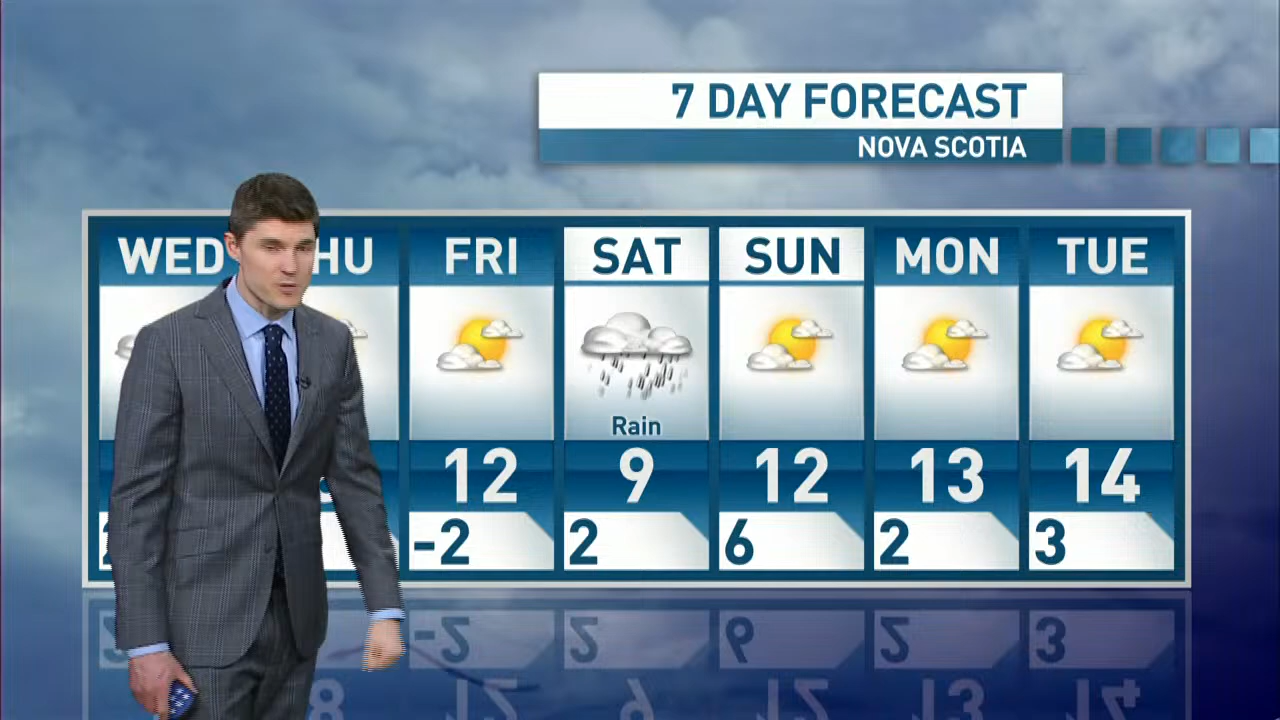 7 DAY FORECAST
NOVA SCOTIA
WED HU FRI SAT SUN MON TUE
Rain
12 9 12 13 14
-2 2 6 2 3